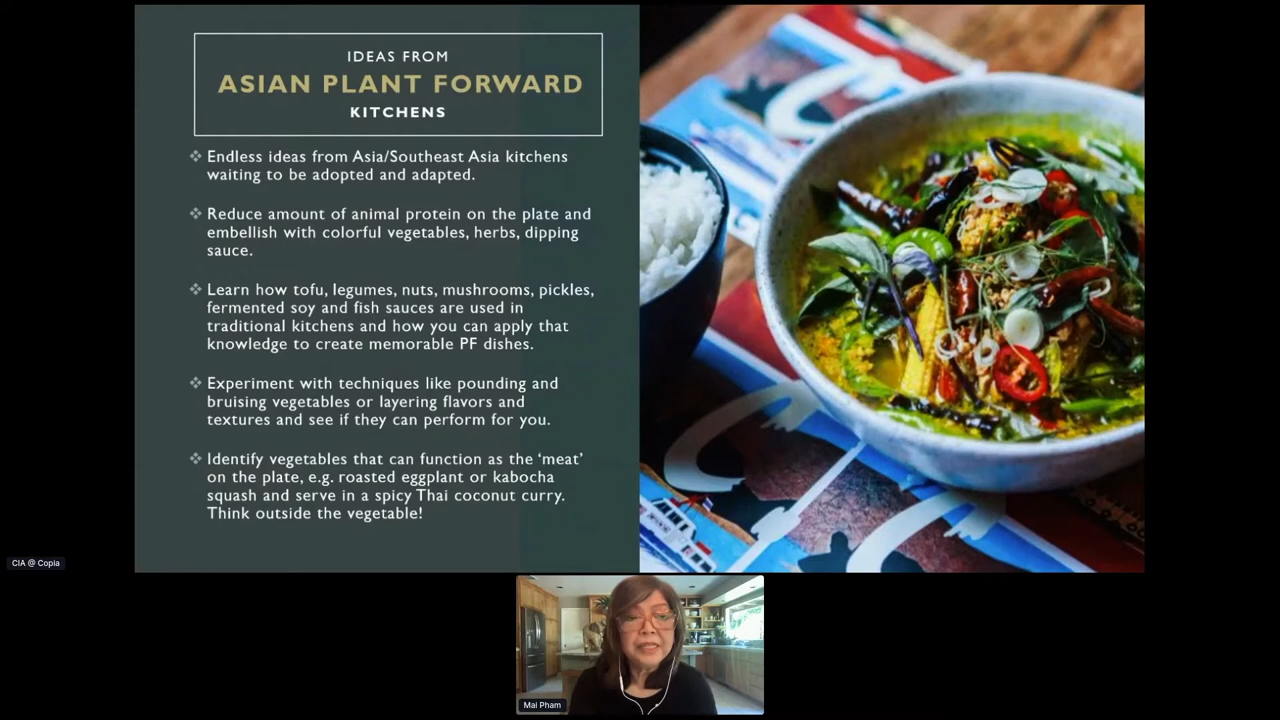 IDEAS FROM
ASIAN PLANT FORWARD
KITCHENS
Endless ideas from Asia/Southeast Asia kitchens
waiting to be adopted and adapted.
Reduce amount of animal protein on the plate and
embellish with colorful vegetables, herbs, dipping
sauce.
Learn how tofu, legumes, nuts, mushrooms, pickles,
fermented soy and fish sauces are used in
traditional kitchens and how you can apply that
knowledge to create memorable PF dishes.
Experiment with techniques like pounding and
bruising vegetables or layering flavors and
textures and see if they can perform for you.
Identify vegetables that can function as the ‘meat’
on the plate, e.g. roasted eggplant or kabocha
squash and serve in a spicy Thai coconut curry.
Think outside the vegetable!
CIA @ Copia
Mai Pham